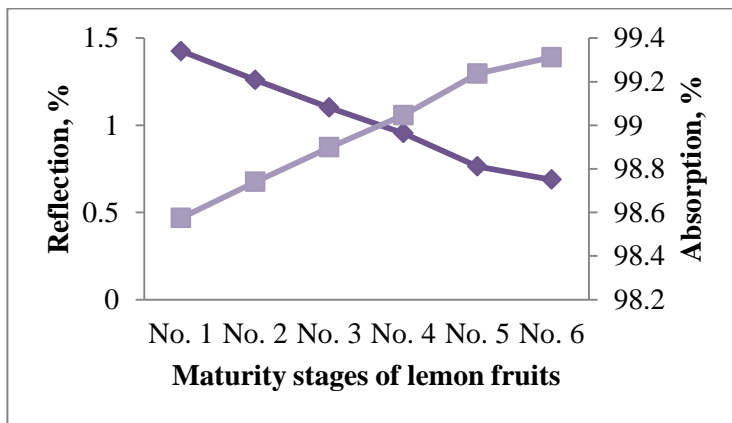 Reflection, %
1.5
1
0.5
0
Absorption, %
99.4
99.2
99
98.8
98.6
98.4
98.2
No. 1 No. 2 No. 3 No. 4 No. 5 No. 6
Maturity stages of lemon fruits